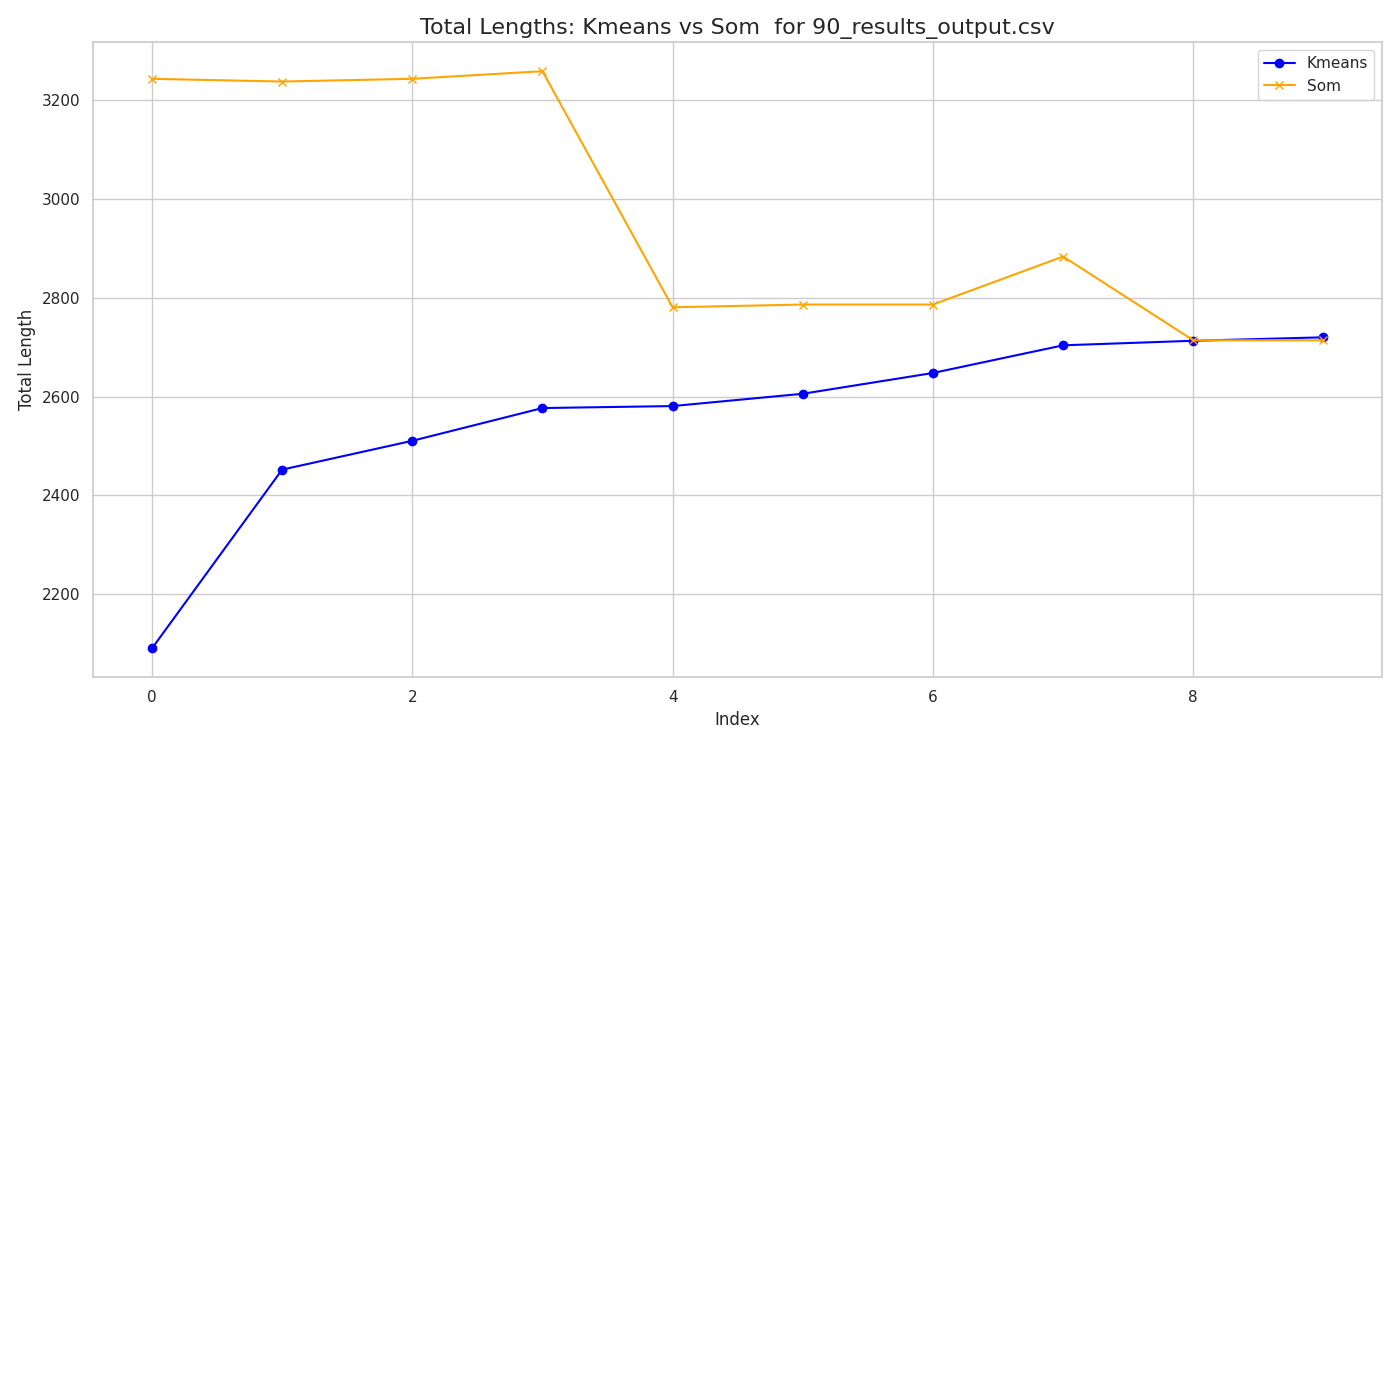 Total Lengths: Kmeans vs Som  for 90_results_output.csv
Kmeans
Som
3200
3000
2800
2600
2400
2200
Total Length
0 2 4 6 8
Index